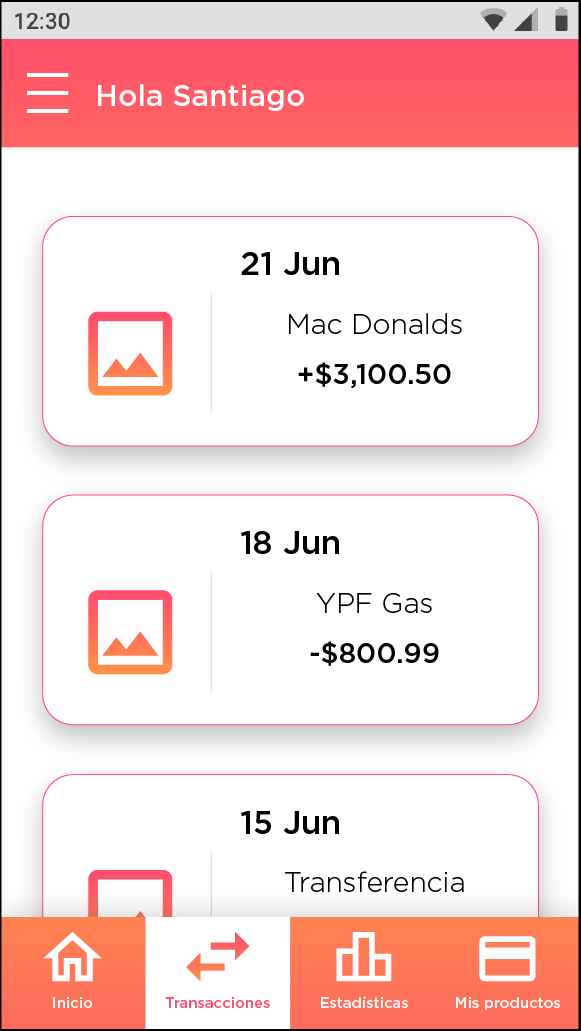 12:30
Hola Santiago
21 Jun
Mac Donalds
+$3,100.50
18 Jun
YPF Gas
-$800.99
15 Jun
Transferencia
Inicio
Transacciones
Estadísticas
Mis productos